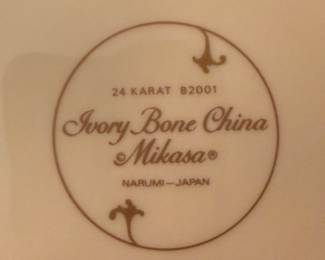 24 KARAT B2001
Ivory Bone China
©Mikasa®
NARUMI—JAPAN